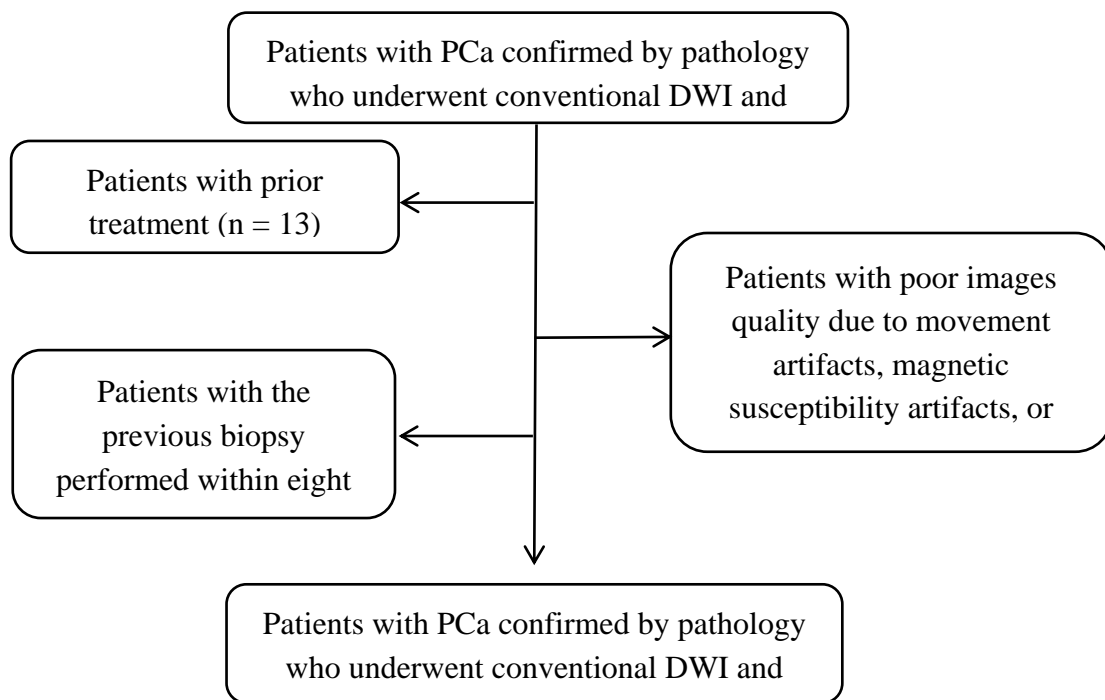 Patients with PCa confirmed by pathology
who underwent conventional DWI and
Patients with prior
treatment (n = 13)
Patients with poor images
quality due to movement
artifacts, magnetic
susceptibility artifacts, or
Patients with the
previous biopsy
performed within eight
Patients with PCa confirmed by pathology
who underwent conventional DWI and